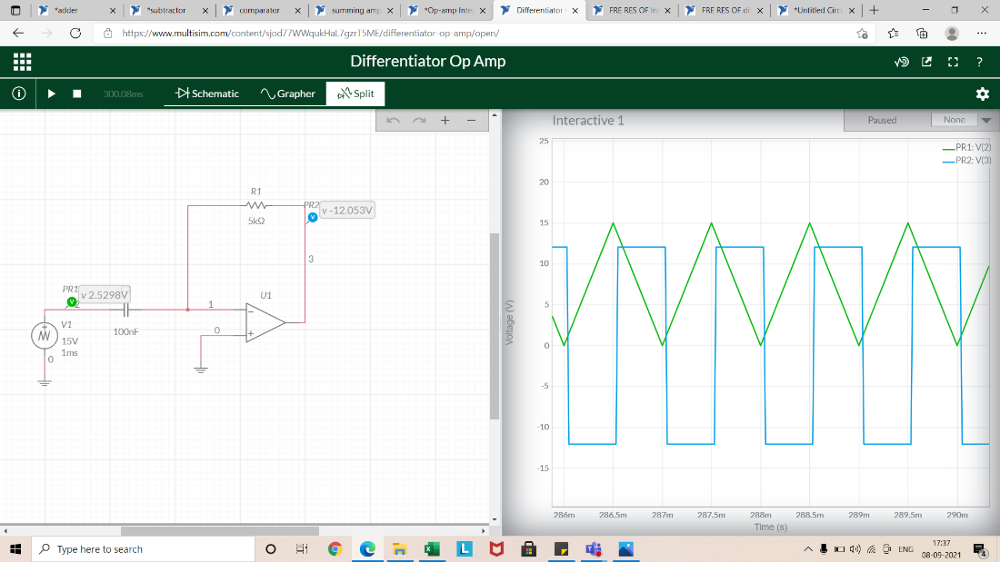 *adder
*subtractor
comparator
summing amp
*Op-amp Inte
Differentiator
FRE RES OF In
FRE RES OF di
*Untitled Circu
https://www.multisim.com/content/sjod77WWqukHaL7gzrT5ME/differentiator-op-amp/open/
Differentiator Op Amp
?
300.08ms
Schematic
Grapher
Split
Interactive 1
Paused
None
PR1: V(2)
PR2: V(3)
25
20
15
10
5
0
-5
-10
-15
Voltage (V)
286m
286.5m
287m
287.5m
288m
288.5m
289m
289.5m
290m
Time (s)
R1
5kΩ
PR2
V
v -12.053V
3
PR1
V
v 2.5298V
2
100nF
1
0
U1
V1
15V
1ms
0
Type here to search
ENG
17:37
08-09-2021
4